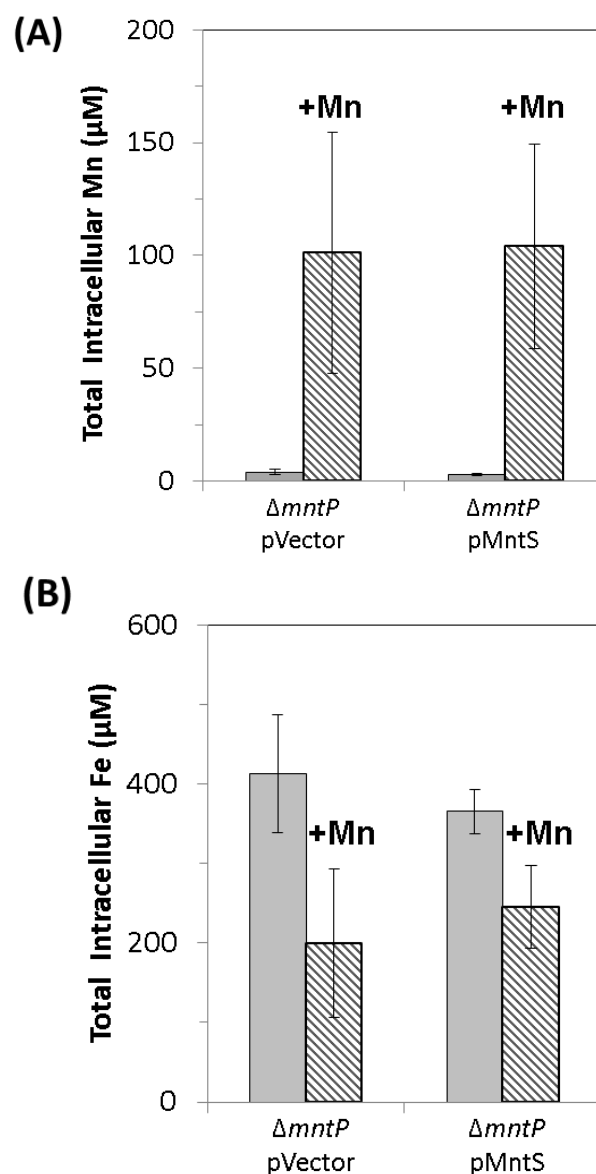 (A)
Total Intracellular Mn (µM)
200
150
100
50
0
+Mn
+Mn
ΔmntP
pVector
ΔmntP
pMntS
(B)
Total Intracellular Fe (µM)
600
400
200
0
+Mn
+Mn
ΔmntP
pVector
ΔmntP
pMntS